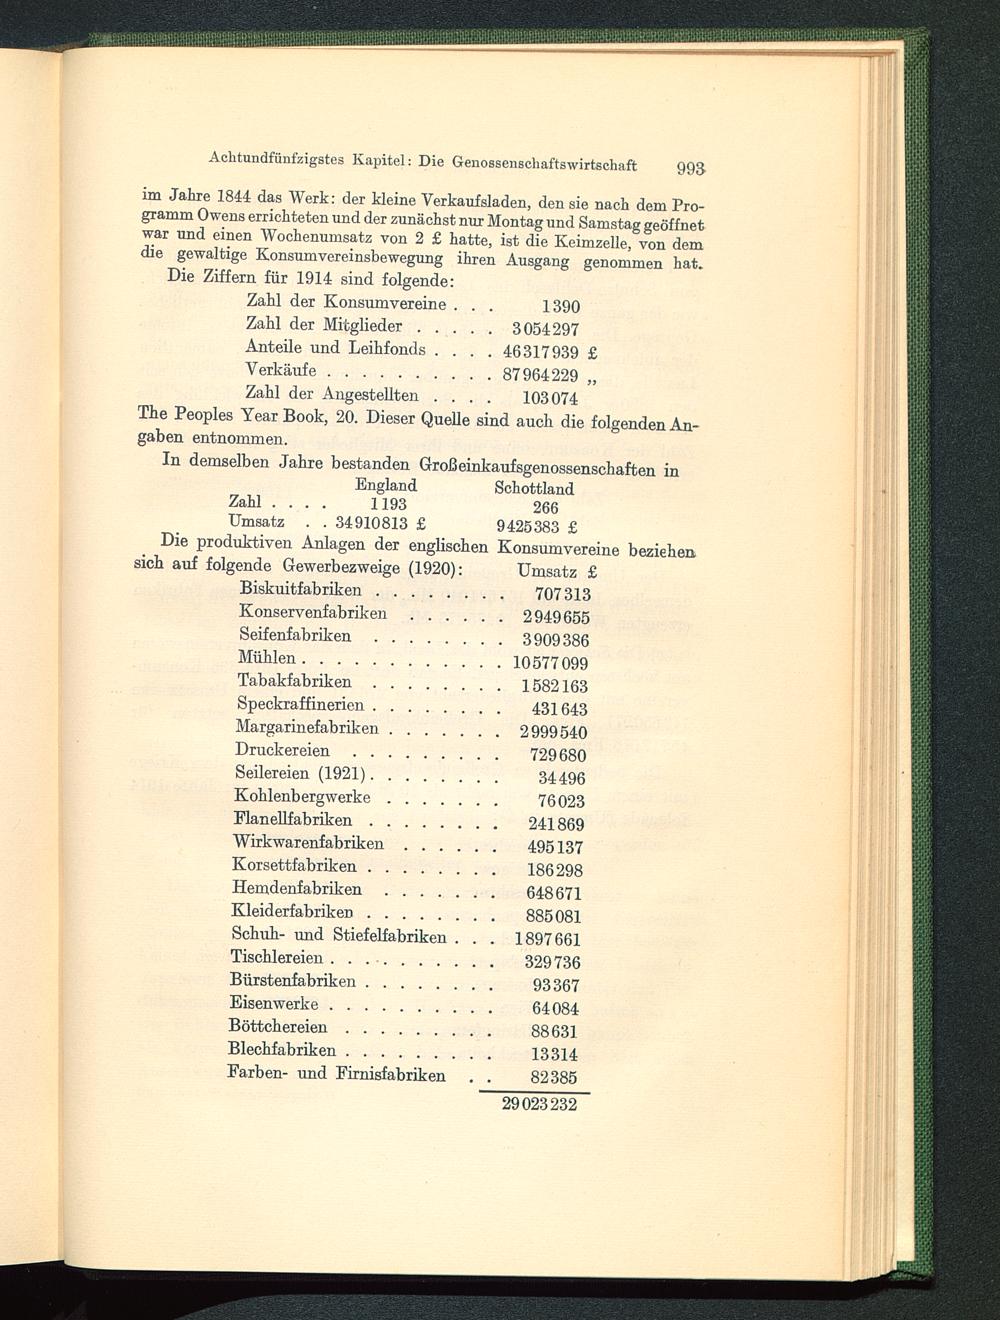 Achtundfünfzigstes Kapitel: Die Genossenschaftswirtschaft 993
im Jahre 1844 das Werk: der kleine Verkaufsladen, den sie nach dem Pro-
gramm Owens errichteten und der zunächst nur Montag und Samstag geöffnet
war und einen Wochenumsatz von 2 £ hatte, ist die Keimzelle, von dem
die gewaltige Konsumvereinsbewegung ihren Ausgang genommen hat.
Die Ziffern für 1914 sind folgende:
Zahl der Konsumvereine . . . 1390
Zahl der Mitglieder . . . . . 3054297
Anteile und Leihfonds . . . . 46317939 £
Verkäufe . . . . . . . . . . 87964229 „
Zahl der Angestellten . . . . 103074
The Peoples Year Book, 20. Dieser Quelle sind auch die folgenden An-
gaben entnommen.
In demselben Jahre bestanden Großeinkaufsgenossenschaften in
England Schottland
Zahl . . . . 1193 266
Umsatz . . 34910813 £ 9425383 £
Die produktiven Anlagen der englischen Konsumvereine beziehen
sich auf folgende Gewerbezweige (1920): Umsatz £
Biskuitfabriken . . . . . . . 707313
Konservenfabriken . . . . . . 2949655
Seifenfabriken . . . . . . . . 3909386
Mühlen . . . . . . . . . . . . 10577099
Tabakfabriken . . . . . . . . 1582163
Speckraffinerien . . . . . . . . 431643
Margarinefabriken . . . . . . . 2999540
Druckereien . . . . . . . . . 729680
Seilereien (1921) . . . . . . . 34496
Kohlenbergwerke . . . . . . . 76023
Flanellfabriken . . . . . . . . 241869
Wirkwarenfabriken . . . . . . 495137
Korsettfabriken . . . . . . . . 186298
Hemdenfabriken . . . . . . . 648671
Kleiderfabriken . . . . . . . . 885081
Schuh- und Stiefelfabriken . . . 1897661
Tischlereien . . . . . . . . . . 329736
Bürstenfabriken . . . . . . . . 93367
Eisenwerke . . . . . . . . . . 64084
Böttchereien . . . . . . . . . 88631
Blechfabriken . . . . . . . . . 13314
Farben- und Firnisfabriken . . 82385
29023232